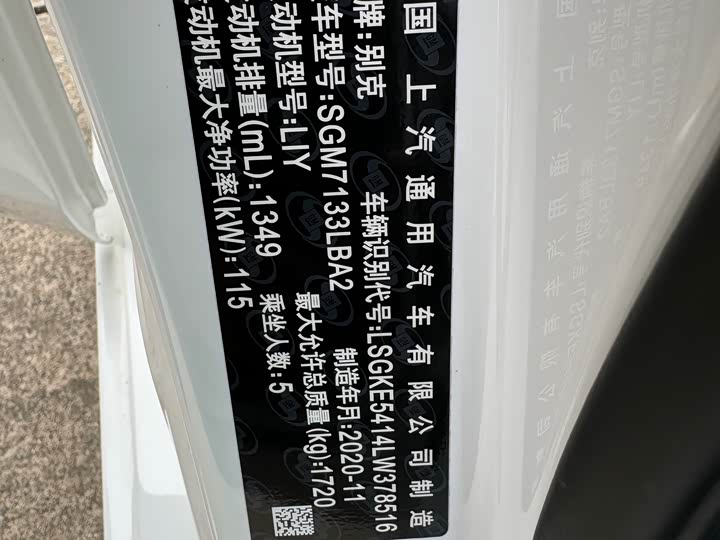 国上汽通用汽车有限公司制造
牌:别克 车辆识别代号:LSGKE5414LW378516
车型号:SGM7133LBA2 制造年月:2020-11
动机型号:LIY 最大允许总质量(kg):1720
动机排量(mL):1349 乘坐人数:5
动机最大净功率(kW):115